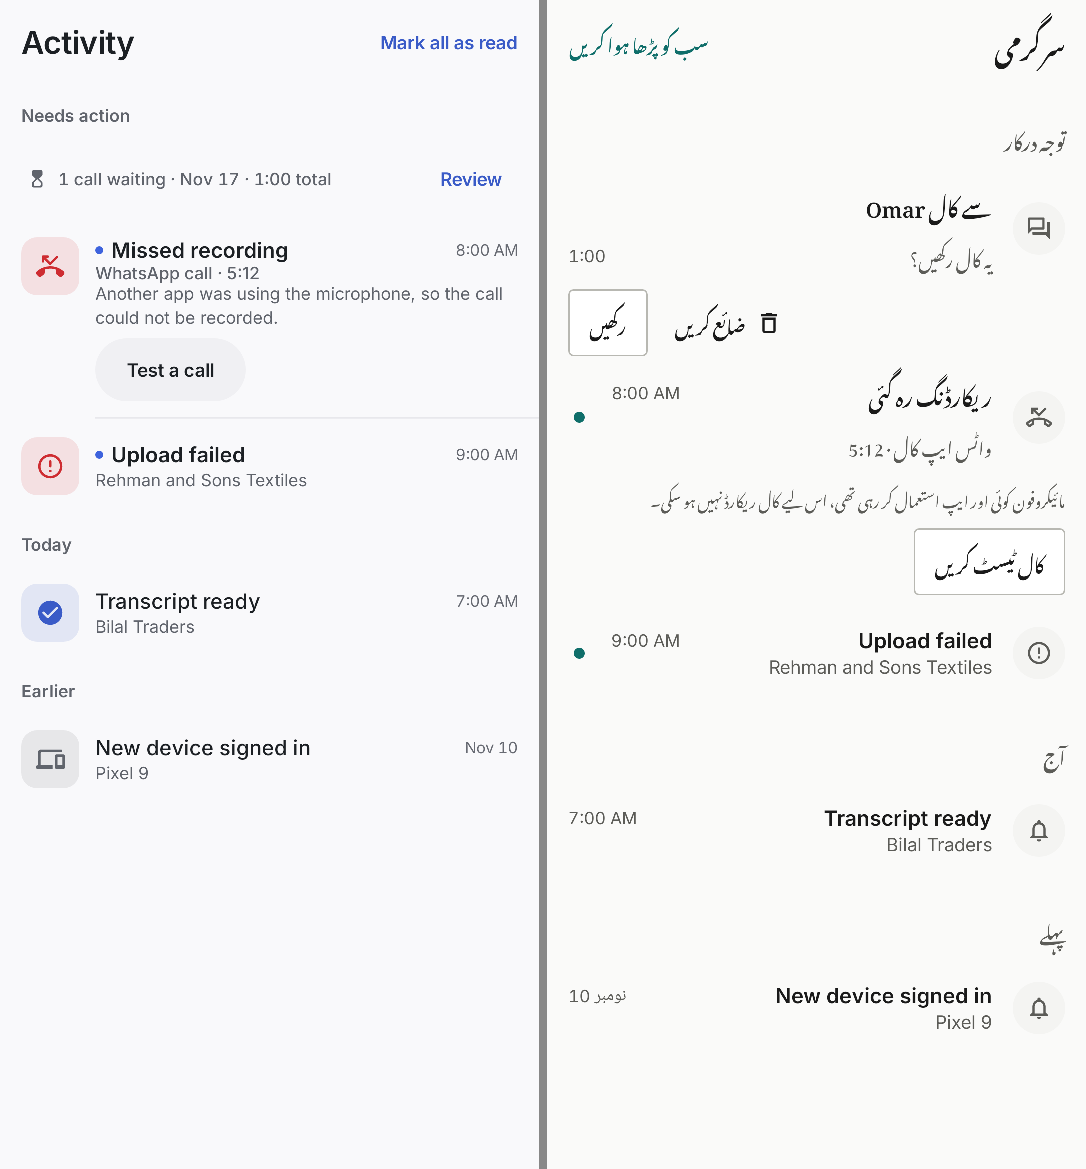 Activity
Mark all as read
Needs action
1 call waiting · Nov 17 · 1:00 total
Review
Missed recording
8:00 AM
WhatsApp call · 5:12
Another app was using the microphone, so the call
could not be recorded.
Test a call
Upload failed
9:00 AM
Rehman and Sons Textiles
Today
Transcript ready
7:00 AM
Bilal Traders
Earlier
New device signed in
Nov 10
Pixel 9
سرگرمی
سب کو پڑھا ہوا کریں
توجہ درکار
Omar سے کال
یہ کال رکھیں؟
1:00
ضائع کریں
رکھیں
ریکارڈنگ رہ گئی
8:00 AM
واٹس ایپ کال · 5:12
مائیکروفون کوئی اور ایپ استعمال کر رہی تھی، اس لیے کال ریکارڈ نہیں ہو سکی۔
کال ٹیسٹ کریں
Upload failed
9:00 AM
Rehman and Sons Textiles
آج
Transcript ready
7:00 AM
Bilal Traders
پہلے
New device signed in
10 نومبر
Pixel 9